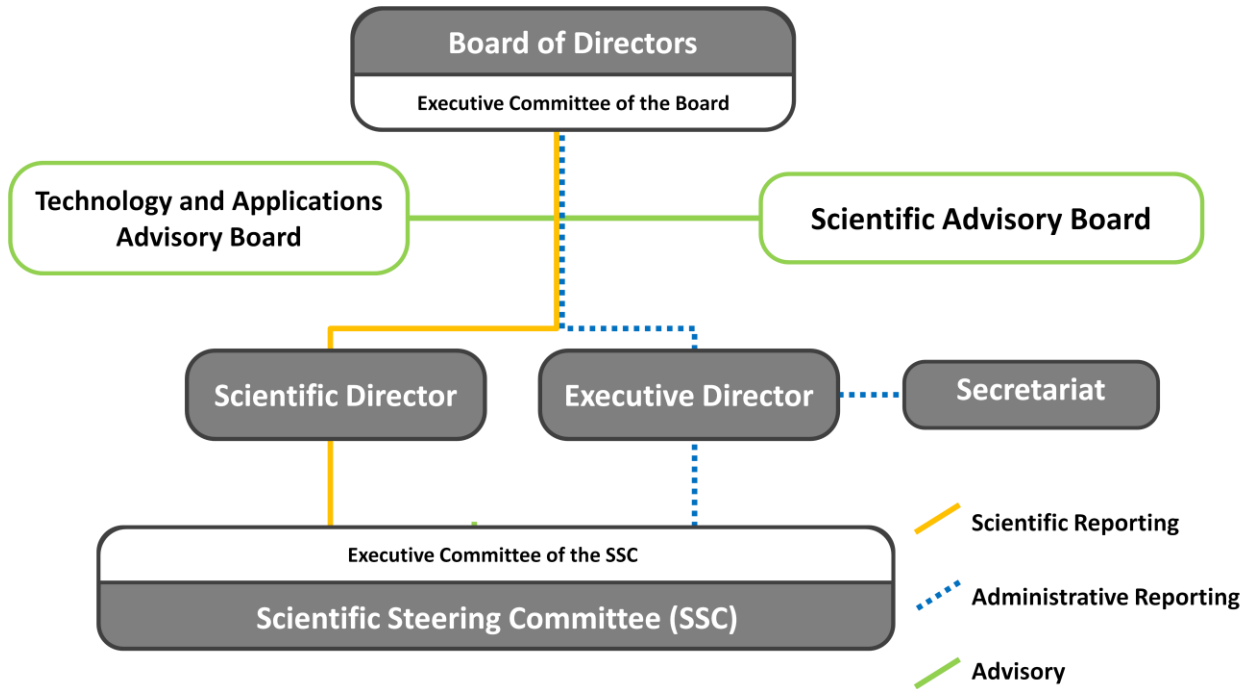 Board of Directors
Executive Committee of the Board
Technology and Applications
Advisory Board
Scientific Advisory Board
Scientific Director
Executive Director
Secretariat
Executive Committee of the SSC
Scientific Steering Committee (SSC)
Scientific Reporting
Administrative Reporting
Advisory